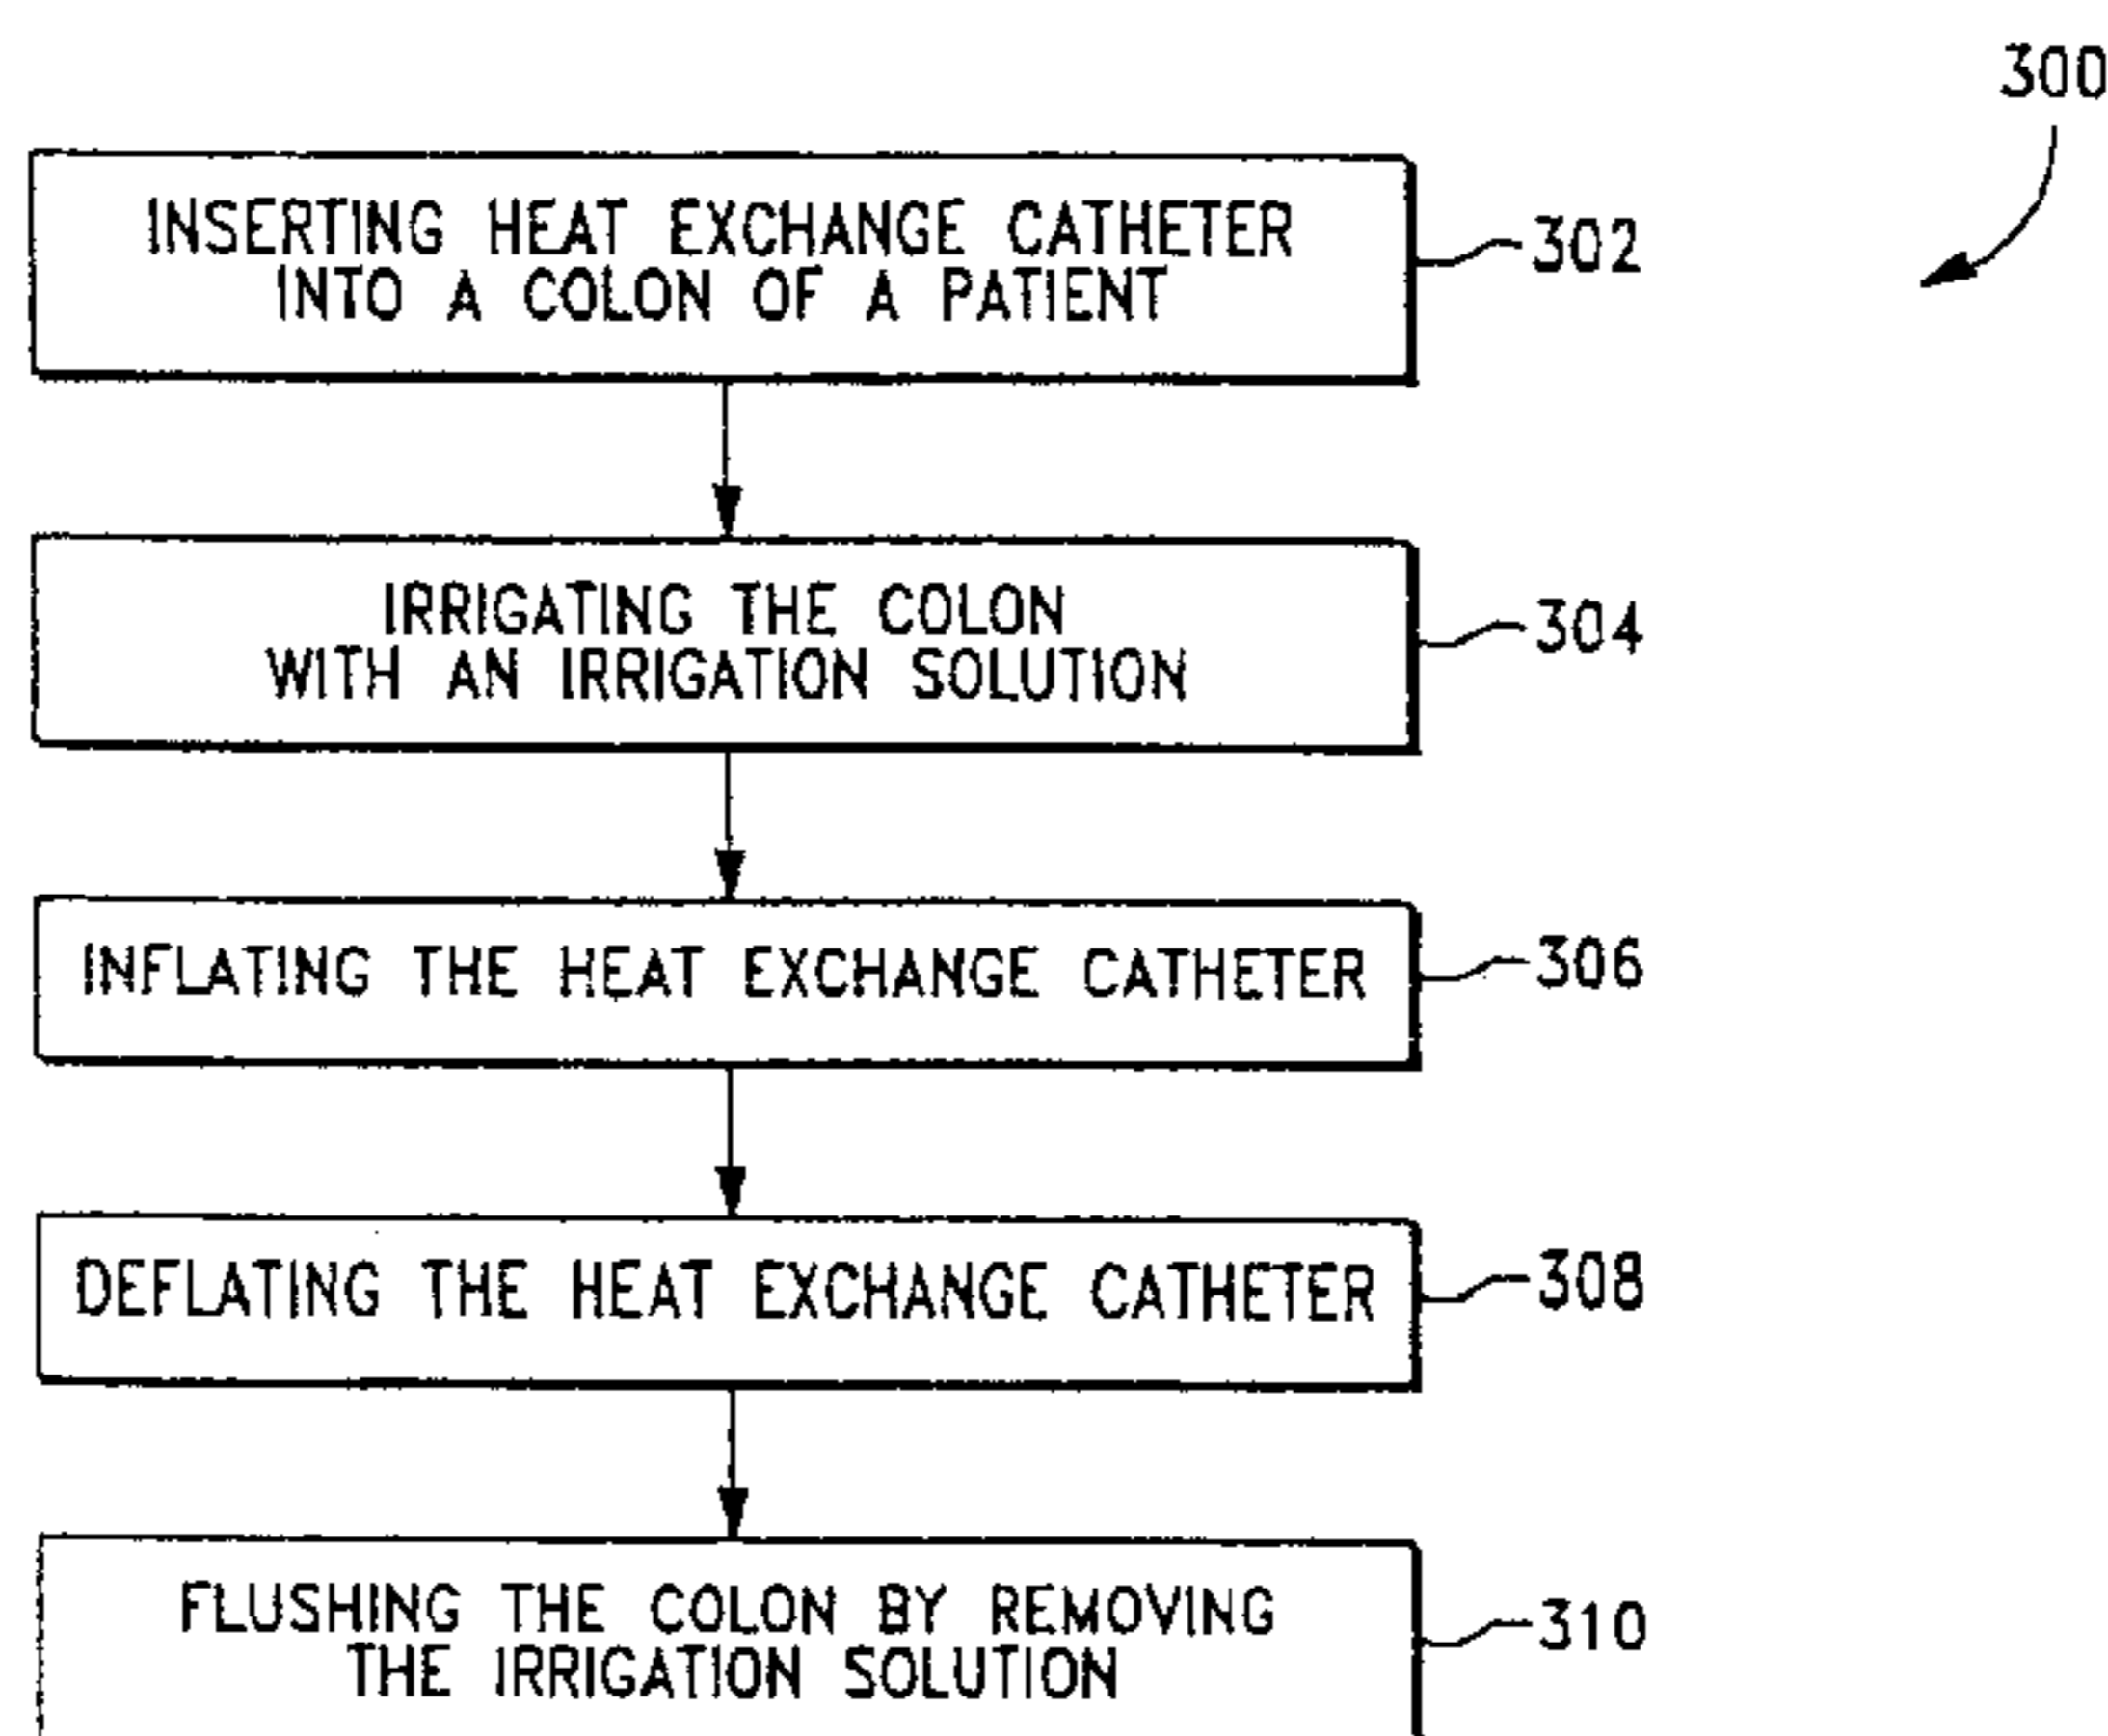 300
INSERTING HEAT EXCHANGE CATHETER
INTO A COLON OF A PATIENT
302
IRRIGATING THE COLON
WITH AN IRRIGATION SOLUTION
304
INFLATING THE HEAT EXCHANGE CATHETER
306
DEFLATING THE HEAT EXCHANGE CATHETER
308
FLUSHING THE COLON BY REMOVING
THE IRRIGATION SOLUTION
310